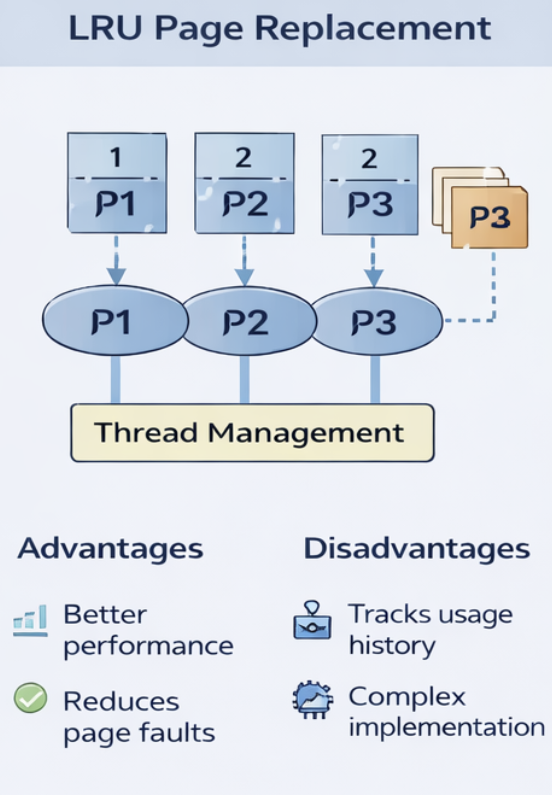 LRU Page Replacement
1 2 2
P1 P2 P3 P3
P1 P2 P3
Thread Management
Advantages Disadvantages
Better Tracks usage
performance history
Reduces Complex
page faults implementation